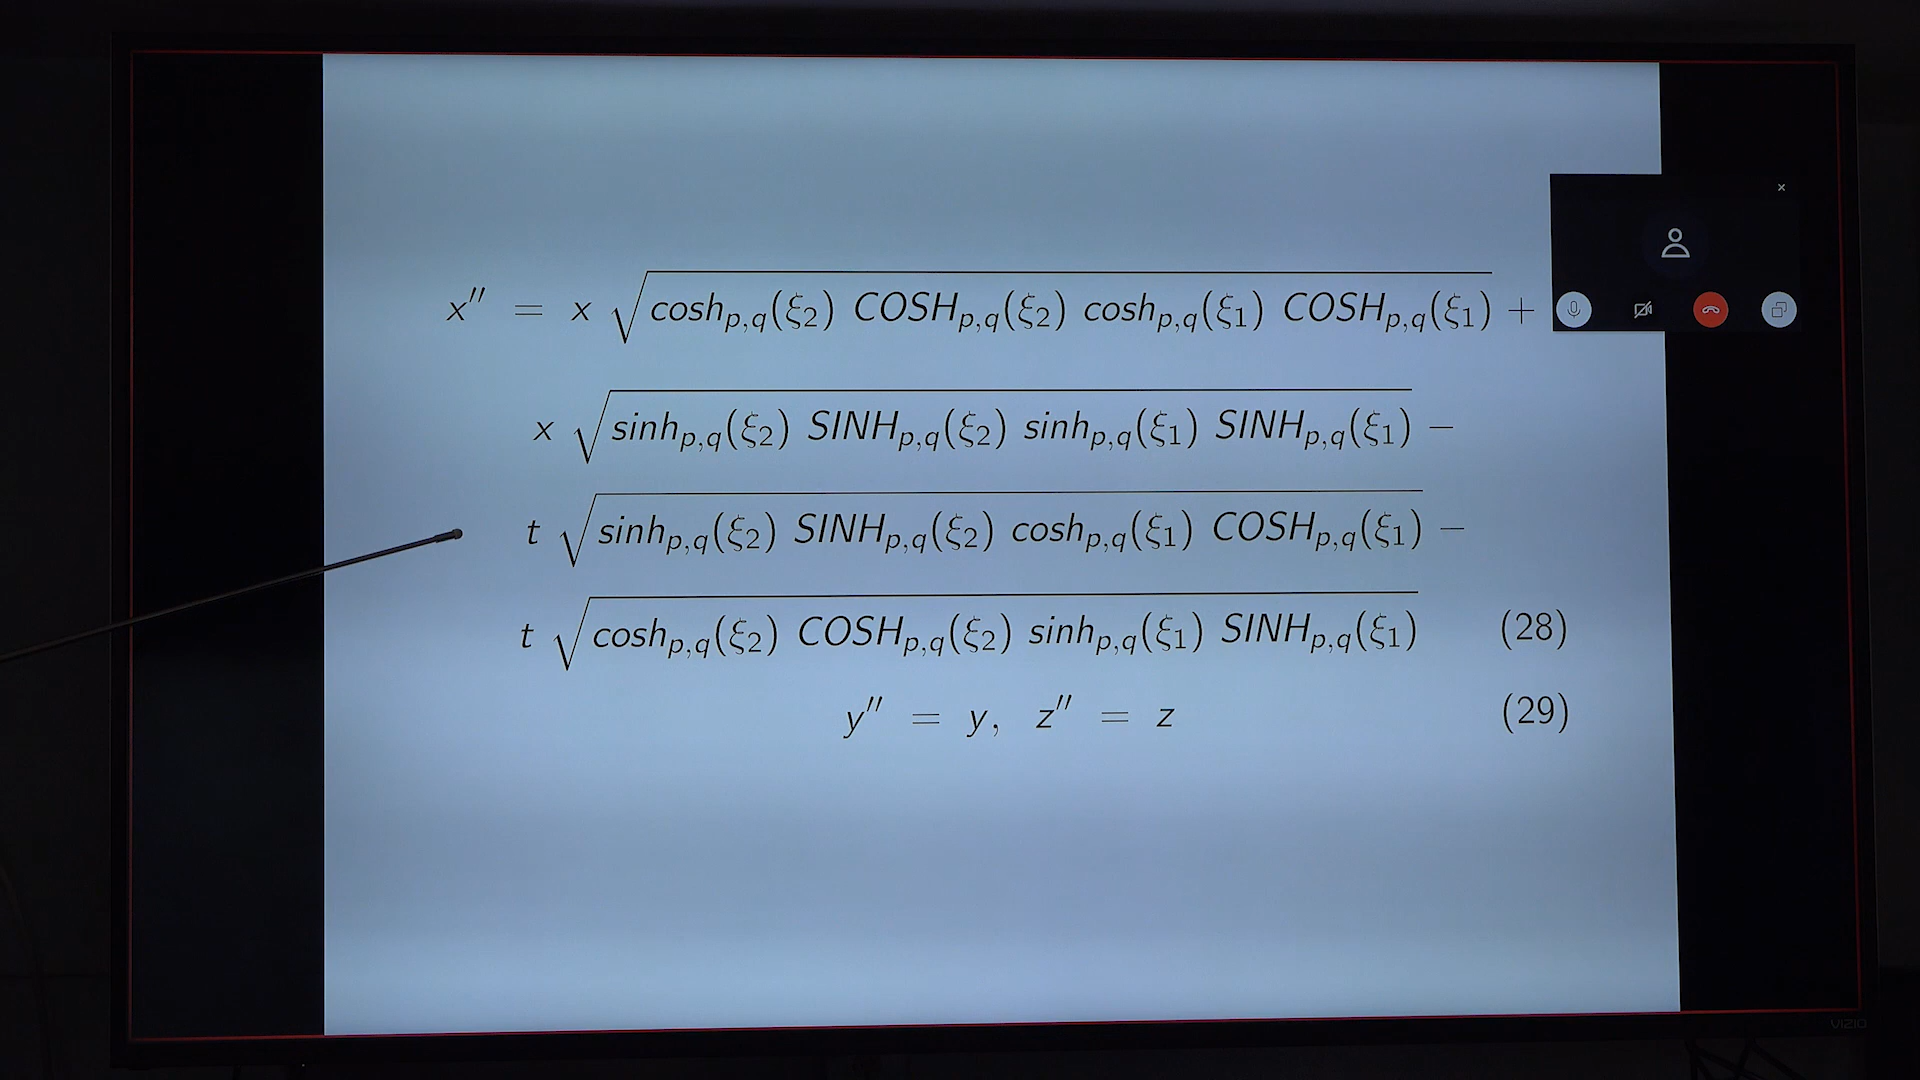 x′′ = x √cosh_{p,q}(ξ₂) COSH_{p,q}(ξ₂) cosh_{p,q}(ξ₁) COSH_{p,q}(ξ₁) +
x √sinh_{p,q}(ξ₂) SINH_{p,q}(ξ₂) sinh_{p,q}(ξ₁) SINH_{p,q}(ξ₁) −
t √sinh_{p,q}(ξ₂) SINH_{p,q}(ξ₂) cosh_{p,q}(ξ₁) COSH_{p,q}(ξ₁) −
t √cosh_{p,q}(ξ₂) COSH_{p,q}(ξ₂) sinh_{p,q}(ξ₁) SINH_{p,q}(ξ₁) (28)
y′′ = y, z′′ = z (29)
VIZIO